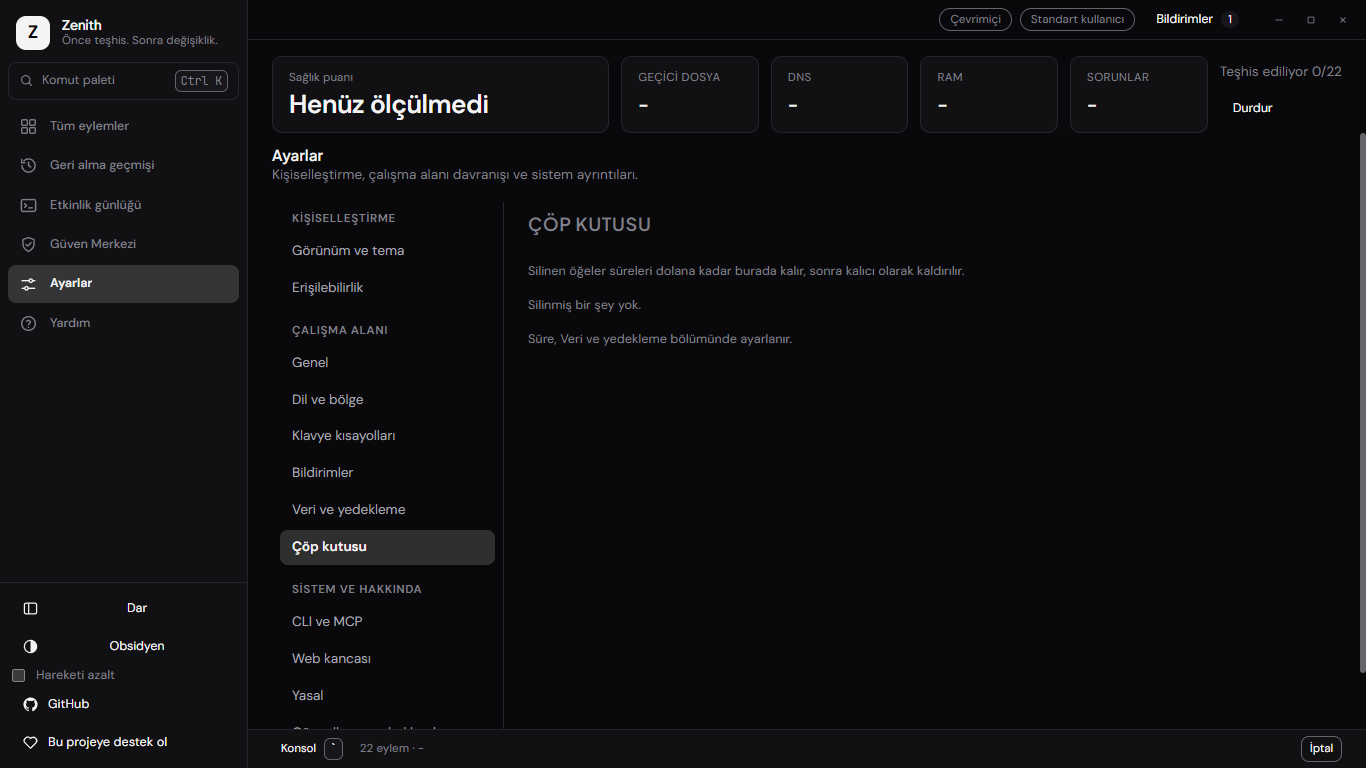 Z
Zenith
Önce teşhis. Sonra değişiklik.
Komut paleti
Ctrl K
Tüm eylemler
Geri alma geçmişi
Etkinlik günlüğü
Güven Merkezi
Ayarlar
Yardım
Dar
Obsidyen
Hareketi azalt
GitHub
Bu projeye destek ol
Çevrimiçi
Standart kullanıcı
Bildirimler 1
Sağlık puanı
Henüz ölçülmedi
GEÇİCİ DOSYA
-
DNS
-
RAM
-
SORUNLAR
-
Teşhis ediliyor 0/22
Durdur
Ayarlar
Kişiselleştirme, çalışma alanı davranışı ve sistem ayrıntıları.
KİŞİSELLEŞTİRME
Görünüm ve tema
Erişilebilirlik
ÇALIŞMA ALANI
Genel
Dil ve bölge
Klavye kısayolları
Bildirimler
Veri ve yedekleme
Çöp kutusu
SİSTEM VE HAKKINDA
CLI ve MCP
Web kancası
Yasal
ÇÖP KUTUSU
Silinen öğeler süreleri dolana kadar burada kalır, sonra kalıcı olarak kaldırılır.
Silinmiş bir şey yok.
Süre, Veri ve yedekleme bölümünde ayarlanır.
Konsol `
22 eylem · -
İptal